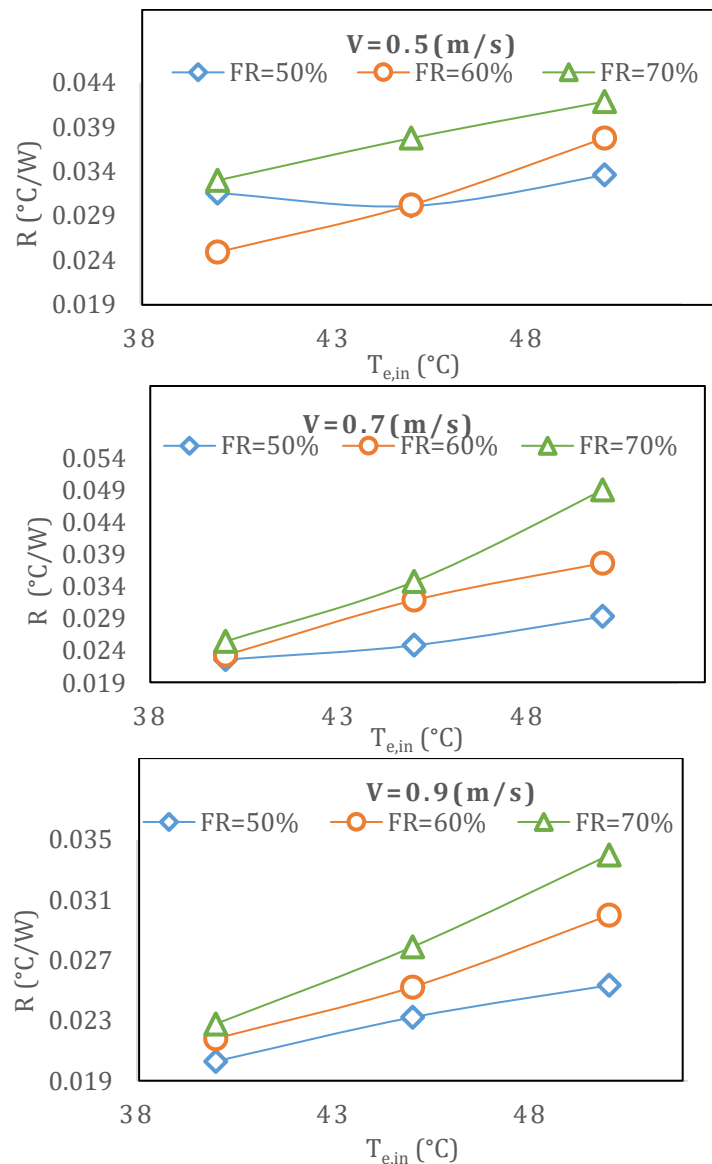 V=0.5(m/s)
FR=50% FR=60% FR=70%
0.044
0.039
0.034
0.029
0.024
0.019
R (°C/W)
38 43 48
Te,in (°C)
V=0.7(m/s)
FR=50% FR=60% FR=70%
0.054
0.049
0.044
0.039
0.034
0.029
0.024
0.019
R (°C/W)
38 43 48
Te,in (°C)
V=0.9(m/s)
FR=50% FR=60% FR=70%
0.035
0.031
0.027
0.023
0.019
R (°C/W)
38 43 48
Te,in (°C)